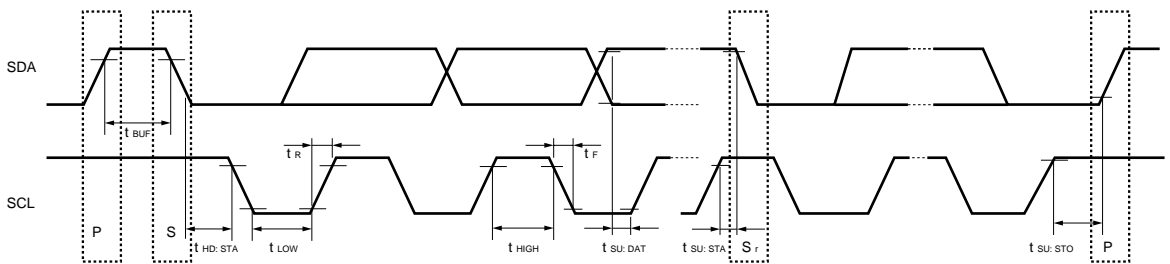 SDA
t BUF
t R
t F
SCL
P
S
t HD: STA
t LOW
t HIGH
t SU: DAT
t SU: STA
S r
t SU: STO
P